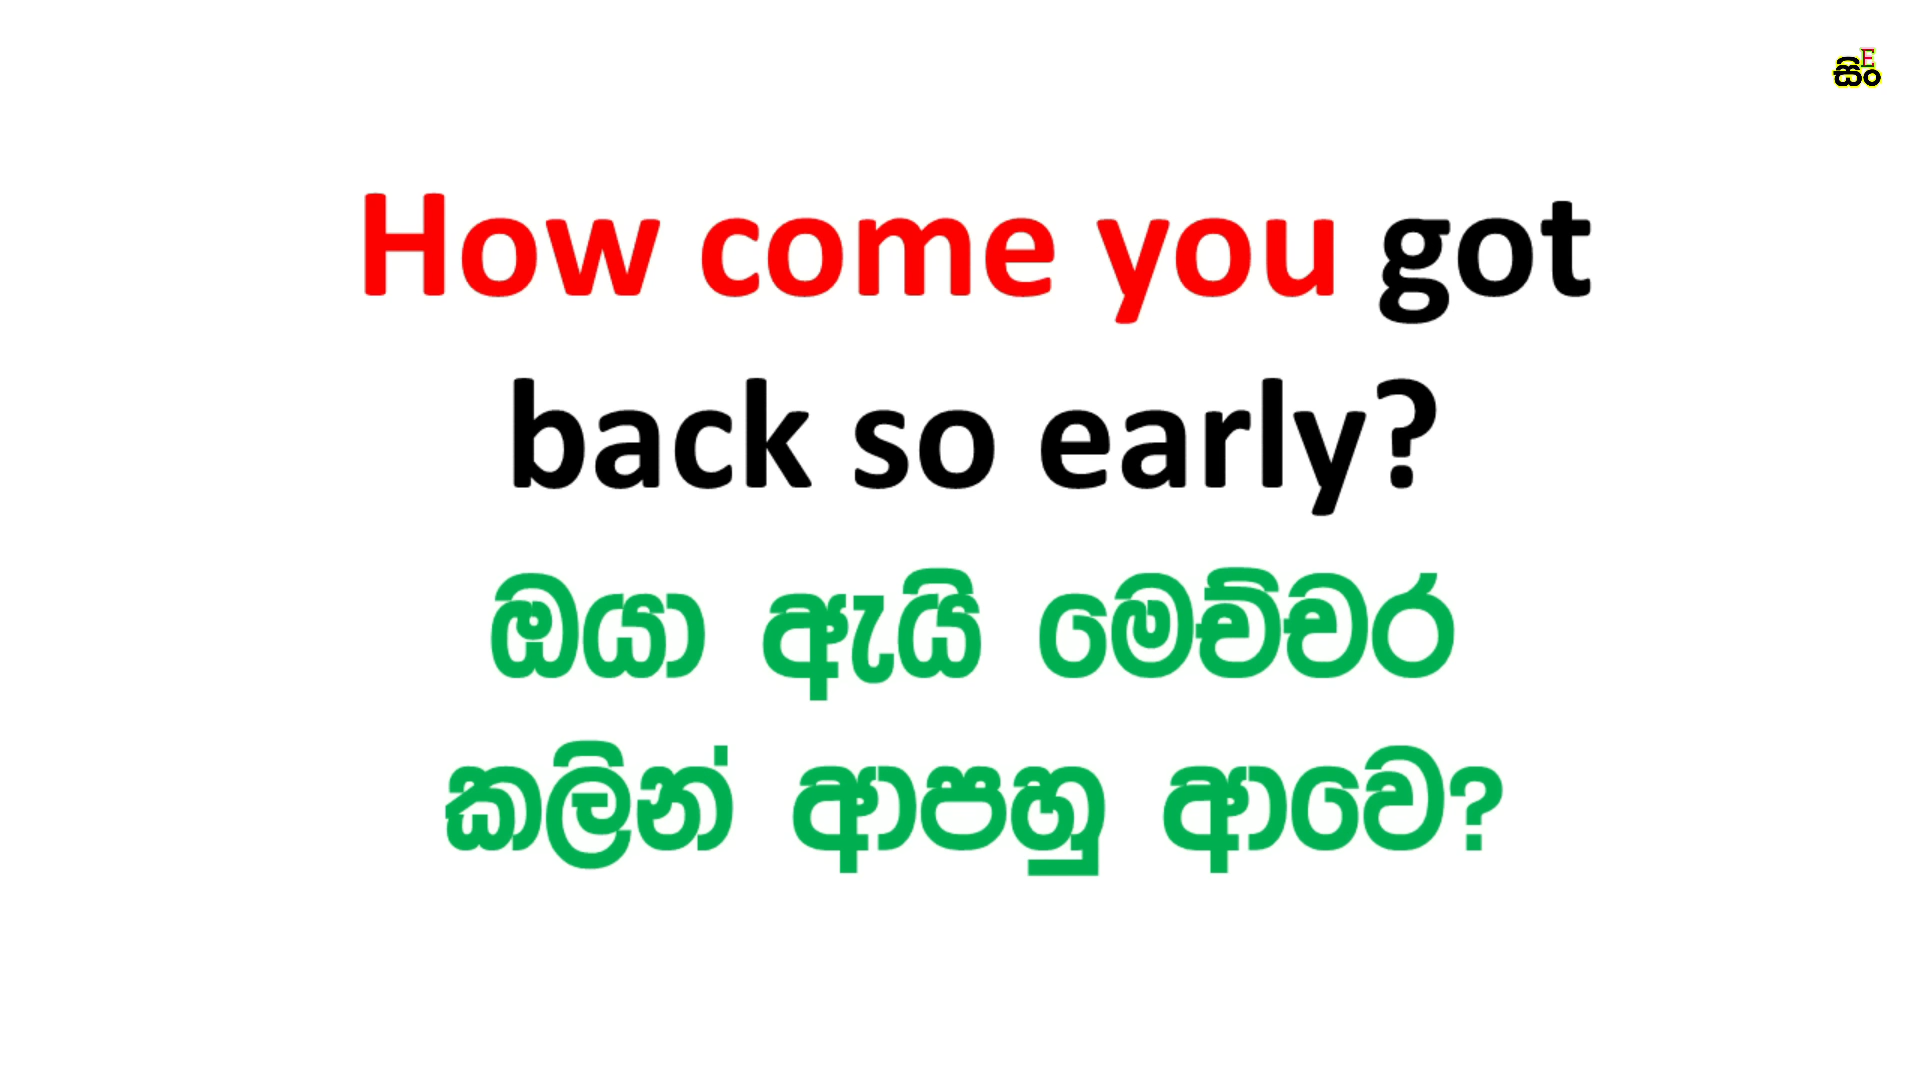 සිං
E
How come you got
back so early?
ඔයා ඇයි මෙච්චර
කලින් ආපහු ආවෙ?